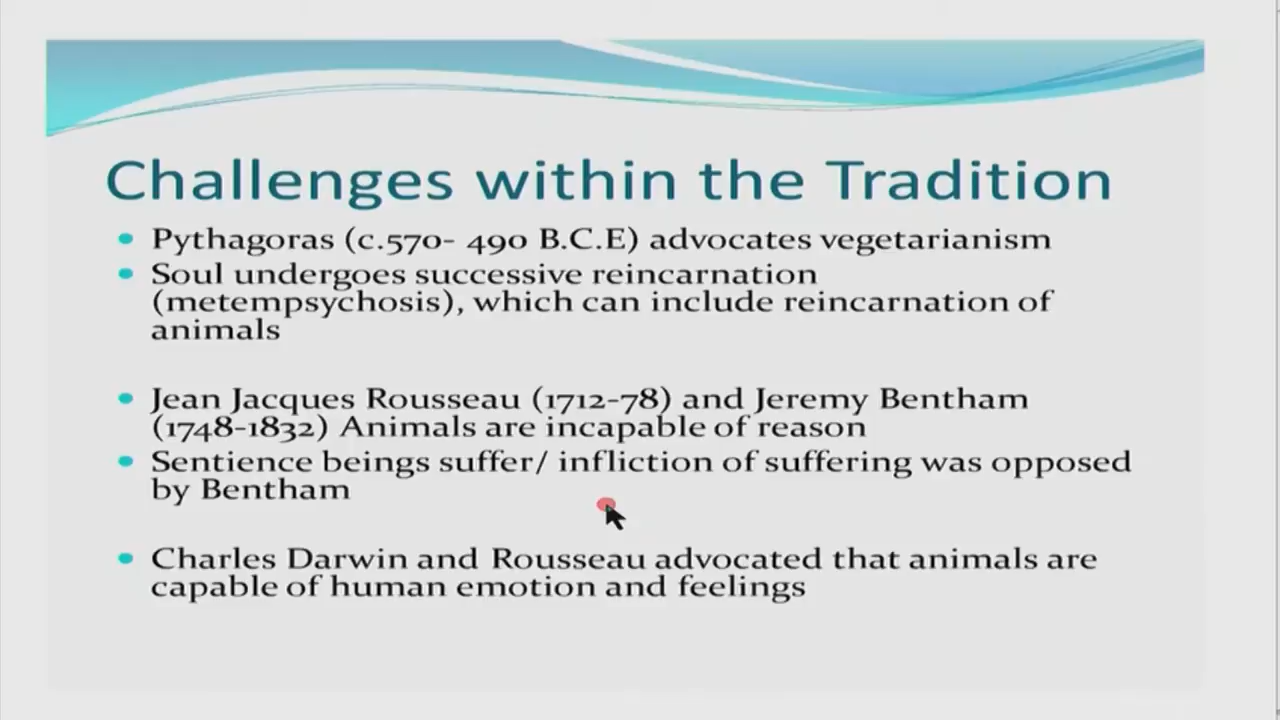 Challenges within the Tradition
• Pythagoras (c.570- 490 B.C.E) advocates vegetarianism
• Soul undergoes successive reincarnation
(metempsychosis), which can include reincarnation of
animals
• Jean Jacques Rousseau (1712-78) and Jeremy Bentham
(1748-1832) Animals are incapable of reason
• Sentience beings suffer/ infliction of suffering was opposed
by Bentham
• Charles Darwin and Rousseau advocated that animals are
capable of human emotion and feelings